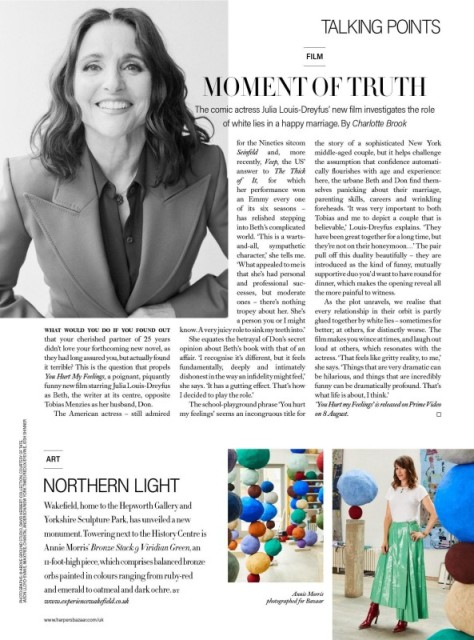 TALKING POINTS
FILM
MOMENT OF TRUTH
The comic actress Julia Louis-Dreyfus' new film investigates the role
of white lies in a happy marriage. By Charlotte Brook
WHAT WOULD YOU DO IF YOU FOUND OUT
that your cherished partner of 25 years
didn't love your forthcoming new novel, as
they had long assured you, but actually found
it terrible? This is the question that propels
You Hurt My Feelings, a poignant, piquantly
funny new film starring Julia Louis-Dreyfus
as Beth, the writer at its centre, opposite
Tobias Menzies as her husband, Don.
The American actress – still admired
for the Nineties sitcom
Seinfeld and, more
recently, Veep, the US'
answer to The Thick
of It, for which
her performance won
an Emmy every one
of its six seasons –
has relished stepping
into Beth's complicated
world. 'This is a warts-
and-all, sympathetic
character,' she tells me.
'What appealed to me is
that she's had personal
and professional suc-
cesses, but moderate
ones – there's nothing
tropey about her. She's
a person you or I might
know. A very juicy role to sink my teeth into.'
She equates the betrayal of Don's secret
opinion about Beth's book with that of an
affair. 'I recognise it's different, but it feels
fundamentally, deeply and intimately
dishonest in the way an infidelity might feel,'
she says. 'It has a gutting effect. That's how
I decided to play the role.'
The school-playground phrase 'You hurt
my feelings' seems an incongruous title for
the story of a sophisticated New York
middle-aged couple, but it helps challenge
the assumption that confidence automati-
cally flourishes with age and experience:
here, the urbane Beth and Don find them-
selves panicking about their marriage,
parenting skills, careers and wrinkling
foreheads. 'It was very important to both
Tobias and me to depict a couple that is
believable,' Louis-Dreyfus explains. 'They
have been great together for a long time, but
they're not on their honeymoon…' The pair
pull off this duality beautifully – they are
introduced as the kind of funny, mutually
supportive duo you'd want to have round for
dinner, which makes the opening reveal all
the more painful to witness.
As the plot unravels, we realise that
every relationship in their orbit is partly
glued together by white lies – sometimes for
better; at others, for distinctly worse. The
film makes you wince at times, and laugh out
loud at others, which resonates with the
actress. 'That feels like gritty reality, to me,'
she says. 'Things that are very dramatic can
be hilarious, and things that are incredibly
funny can be dramatically profound. That's
what life is about, I think.'
'You Hurt my Feelings' is released on Prime Video
on 8 August.
ART
NORTHERN LIGHT
Wakefield, home to the Hepworth Gallery and
Yorkshire Sculpture Park, has unveiled a new
monument. Towering next to the History Centre is
Annie Morris' Bronze Stack 9 Viridian Green, an
11-foot-high piece, which comprises balanced bronze
orbs painted in colours ranging from ruby-red
and emerald to oatmeal and dark ochre.
www.experiencewakefield.co.uk
Annie Morris
photographed for Bazaar
www.harpersbazaar.com/uk